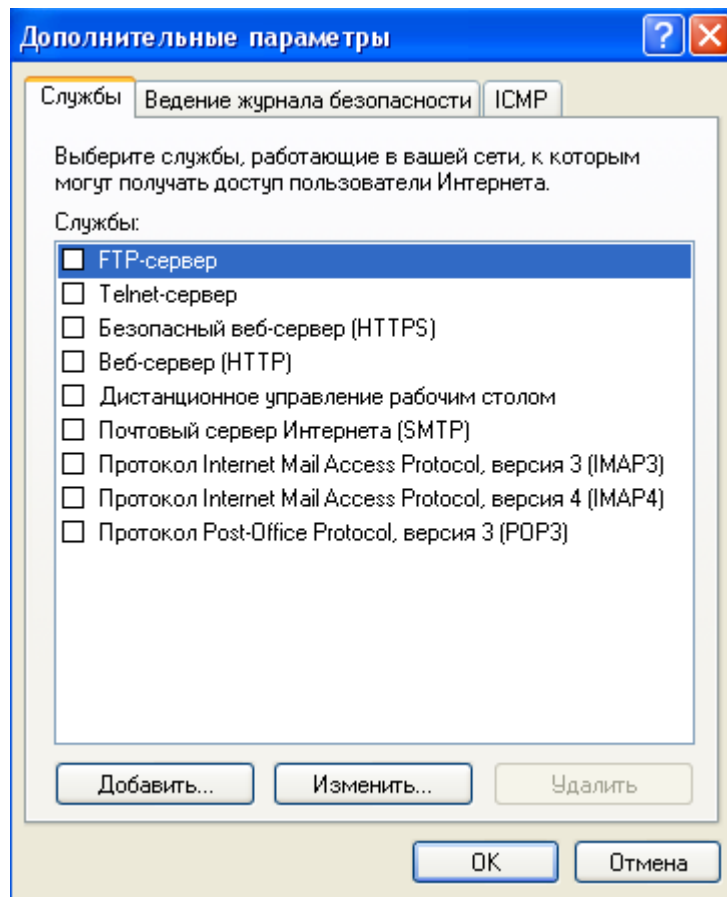 Дополнительные параметры
Службы
Ведение журнала безопасности
ICMP
Выберите службы, работающие в вашей сети, к которым
могут получать доступ пользователи Интернета.
Службы:
FTP-сервер
Telnet-сервер
Безопасный веб-сервер (HTTPS)
Веб-сервер (HTTP)
Дистанционное управление рабочим столом
Почтовый сервер Интернета (SMTP)
Протокол Internet Mail Access Protocol, версия 3 (IMAP3)
Протокол Internet Mail Access Protocol, версия 4 (IMAP4)
Протокол Post-Office Protocol, версия 3 (POP3)
Добавить...
Изменить...
Удалить
OK
Отмена